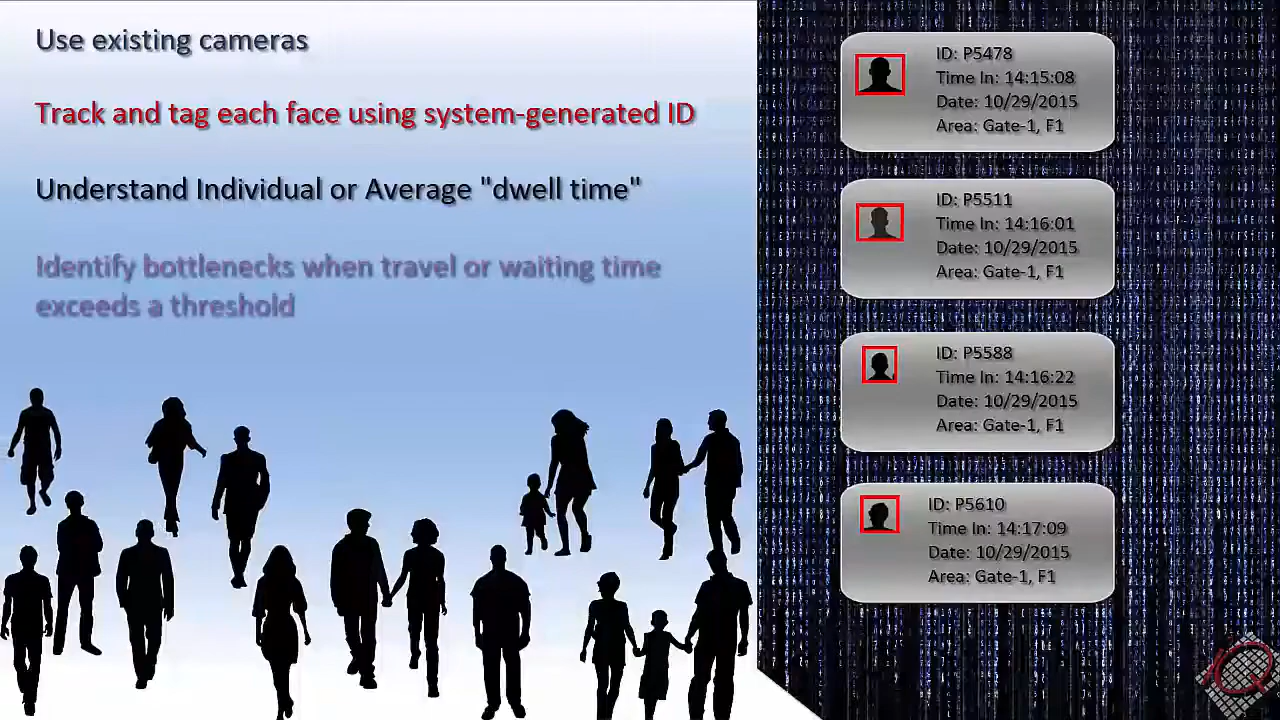 Use existing cameras
Track and tag each face using system-generated ID
Understand Individual or Average "dwell time"
Identify bottlenecks when travel or waiting time
exceeds a threshold
ID: P5478
Time In: 14:15:08
Date: 10/29/2015
Area: Gate-1, F1
ID: P5511
Time In: 14:16:01
Date: 10/29/2015
Area: Gate-1, F1
ID: P5588
Time In: 14:16:22
Date: 10/29/2015
Area: Gate-1, F1
ID: P5610
Time In: 14:17:09
Date: 10/29/2015
Area: Gate-1, F1